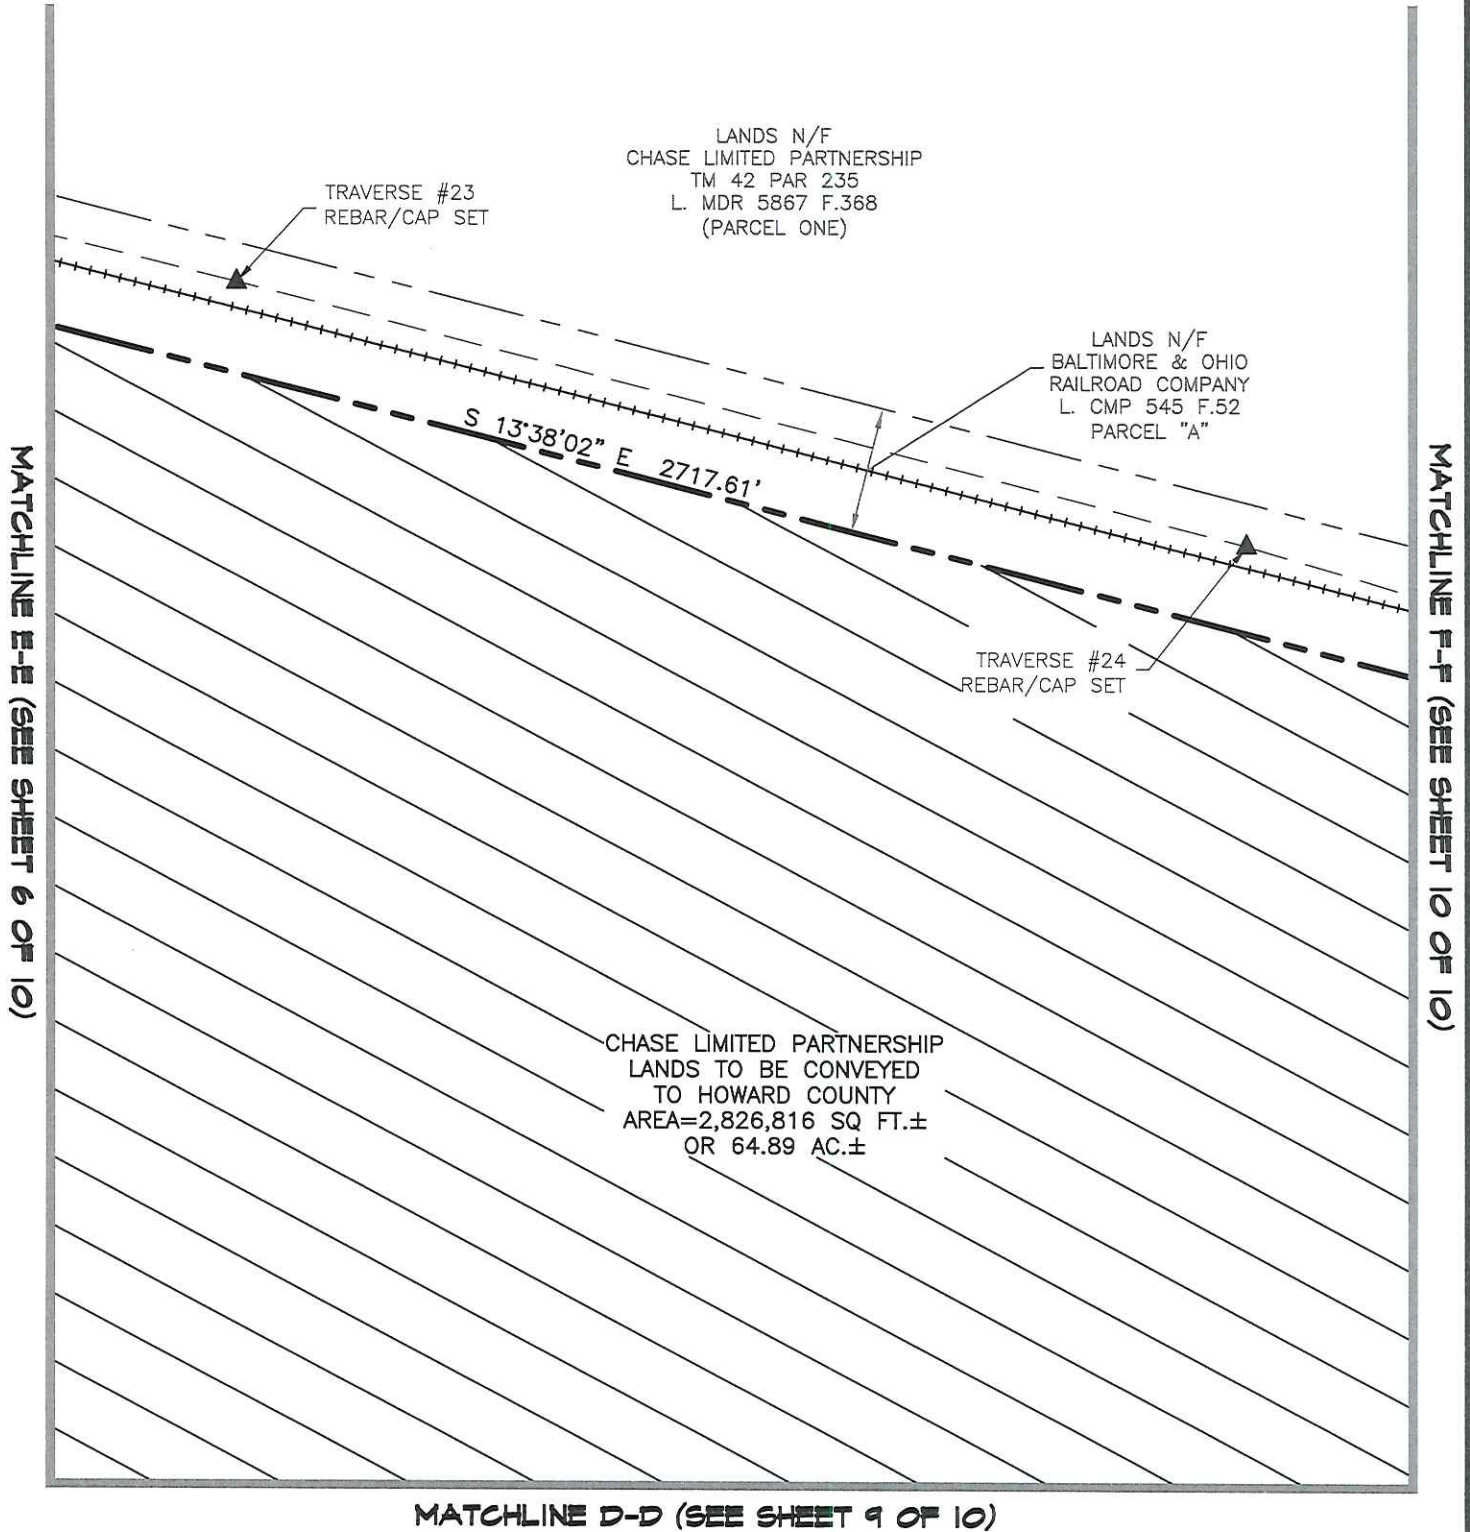 LANDS N/F
CHASE LIMITED PARTNERSHIP
TM 42 PAR 235
L. MDR 5867 F.368
(PARCEL ONE)
TRAVERSE #23
REBAR/CAP SET
LANDS N/F
BALTIMORE & OHIO
RAILROAD COMPANY
L. CMP 545 F.52
PARCEL "A"
S 13°38'02" E 2717.61'
TRAVERSE #24
REBAR/CAP SET
MATCHLINE E-E (SEE SHEET 6 OF 10)
MATCHLINE F-F (SEE SHEET 10 OF 10)
CHASE LIMITED PARTNERSHIP
LANDS TO BE CONVEYED
TO HOWARD COUNTY
AREA=2,826,816 SQ FT.±
OR 64.89 AC.±
MATCHLINE D-D (SEE SHEET 9 OF 10)